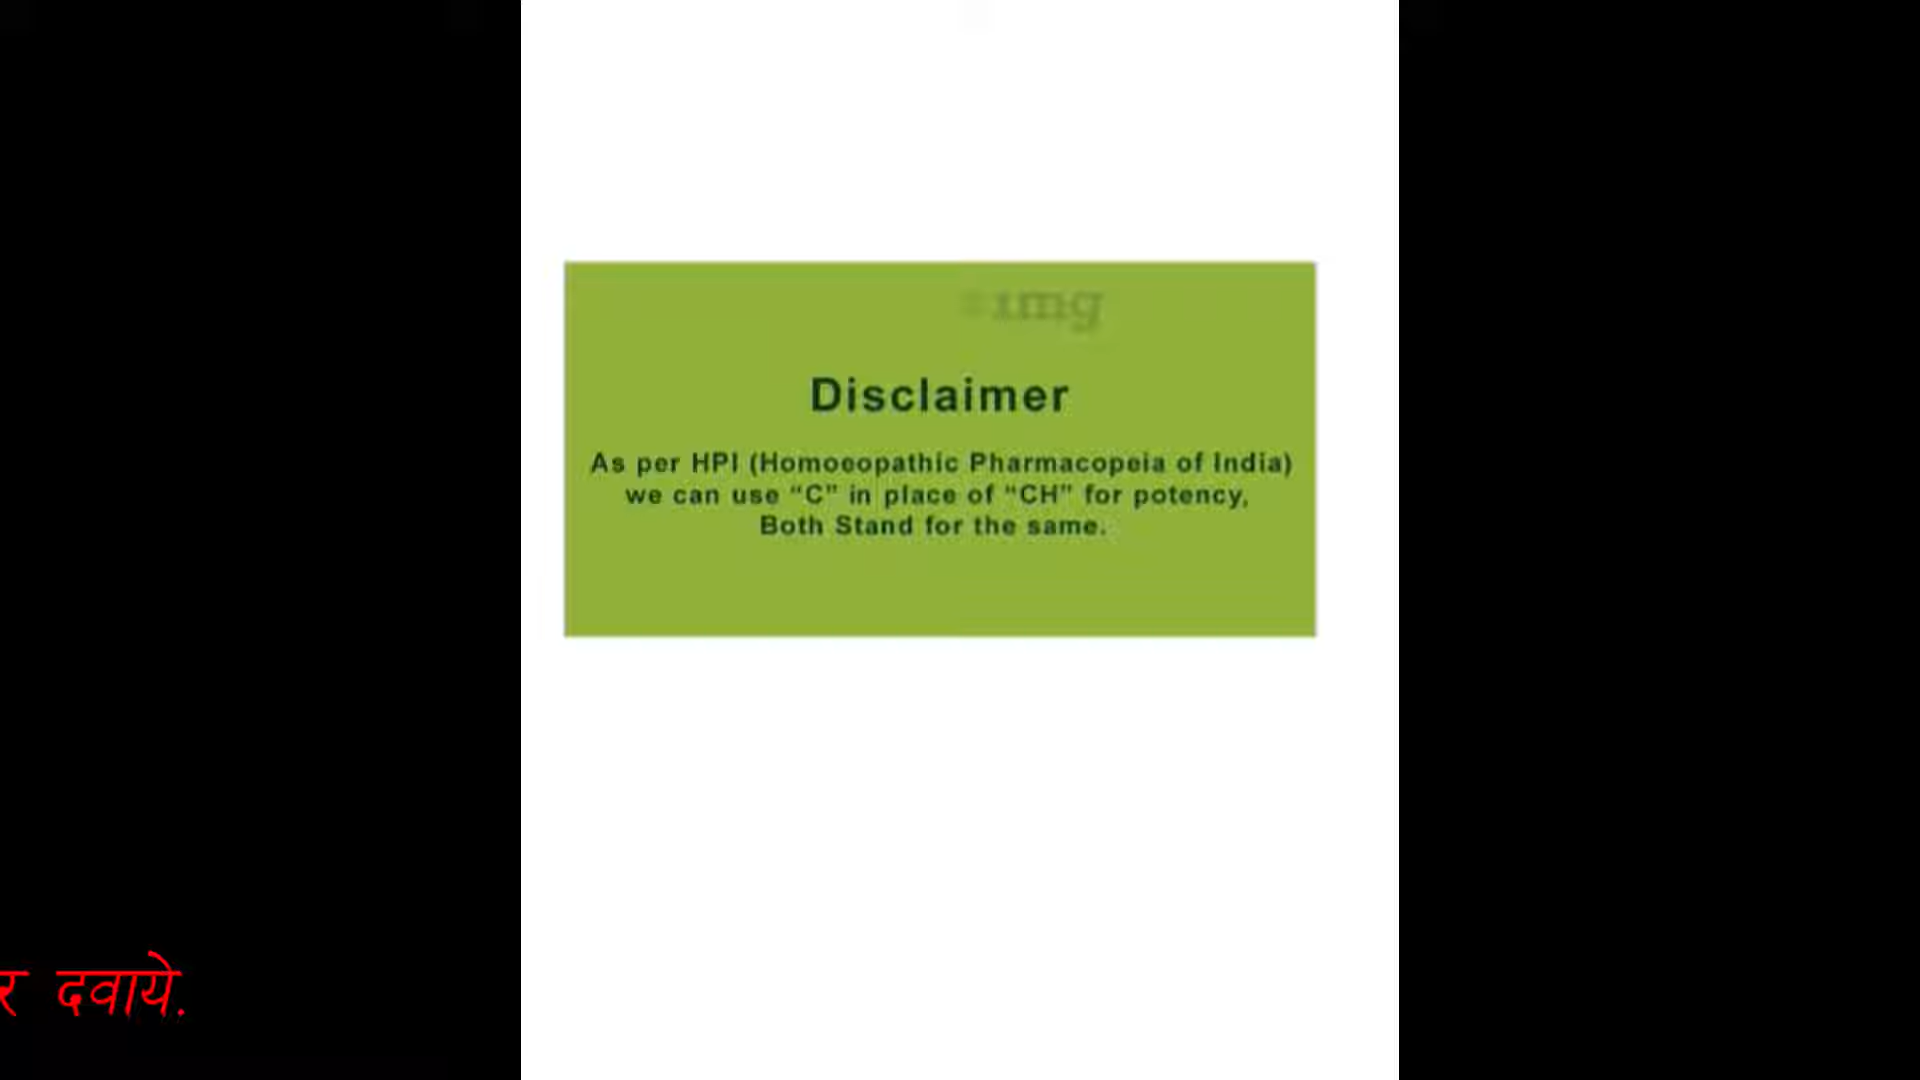 1mg
Disclaimer
As per HPI (Homoeopathic Pharmacopeia of India)
we can use “C” in place of “CH” for potency,
Both Stand for the same.
र दवाये.